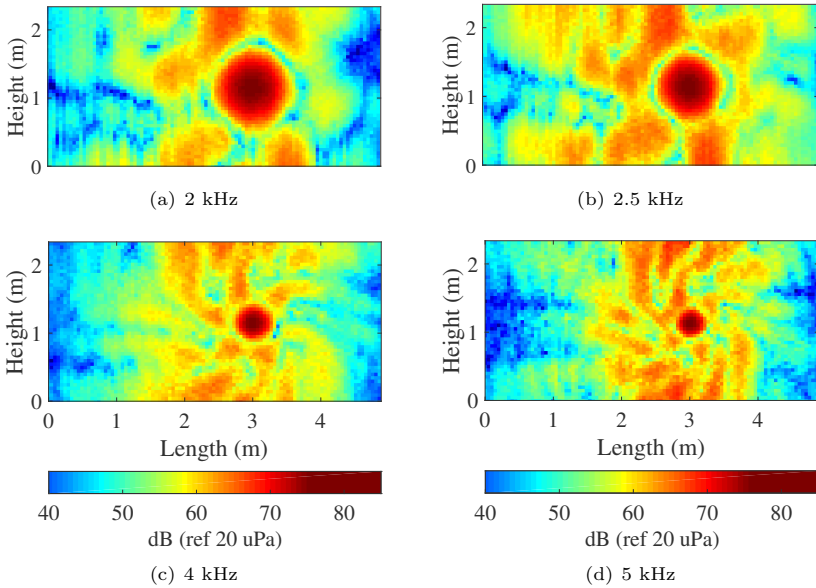 Height (m)
2
1
0
(a) 2 kHz
Height (m)
2
1
0
(b) 2.5 kHz
Height (m)
2
1
0
0 1 2 3 4
Length (m)
40 50 60 70 80
dB (ref 20 uPa)
(c) 4 kHz
Height (m)
2
1
0
0 1 2 3 4
Length (m)
40 50 60 70 80
dB (ref 20 uPa)
(d) 5 kHz